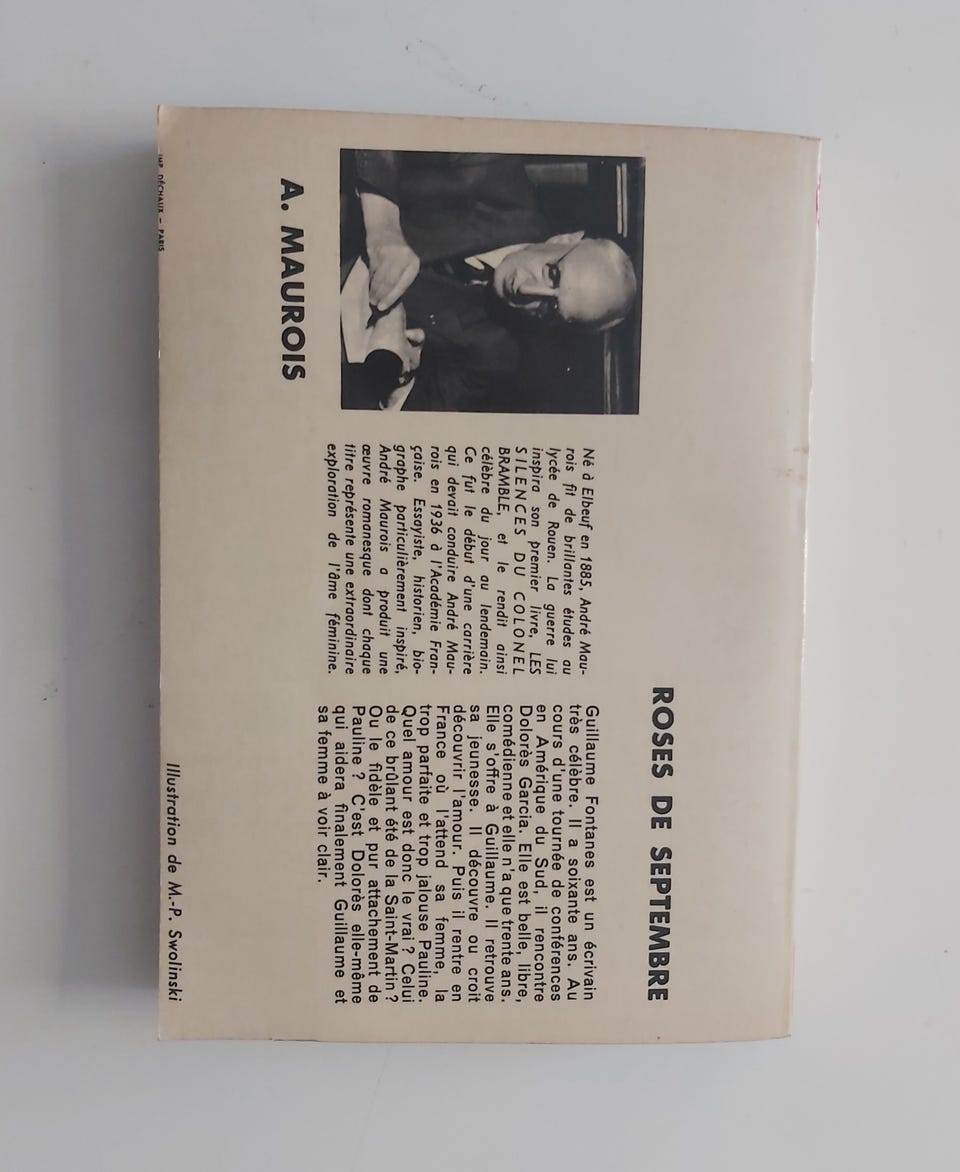 ROSES DE SEPTEMBRE
A. MAUROIS
Né à Elbeuf en 1885, André Mau-
rois fit de brillantes études au
lycée de Rouen. La guerre lui
inspira son premier livre, LES
SILENCES DU COLONEL
BRAMBLE, et le rendit ainsi
célèbre du jour au lendemain.
Ce fut le début d'une carrière
qui devait conduire André Mau-
rois en 1936 à l'Académie Fran-
çaise. Essayiste, historien, bio-
graphe particulièrement inspiré,
André Maurois a produit une
œuvre romanesque dont chaque
titre représente une extraordinaire
exploration de l'âme féminine.
Guillaume Fontanes est un écrivain
très célèbre. Il a soixante ans. Au
cours d'une tournée de conférences
en Amérique du Sud, il rencontre
Dolorès Garcia. Elle est belle, libre,
comédienne et elle n'a que trente ans.
Elle s'offre à Guillaume. Il retrouve
sa jeunesse. Il découvre ou croit
découvrir l'amour. Puis il rentre en
France où l'attend sa femme, la
trop parfaite et trop jalouse Pauline.
Quel amour est donc le vrai ? Celui
de ce brûlant été de la Saint-Martin ?
Ou le fidèle et pur attachement de
Pauline ? C'est Dolorès elle-même
qui aidera finalement Guillaume et
sa femme à voir clair.
IMP. DÉCHAUX – PARIS
Illustration de M.-P. Swolinski